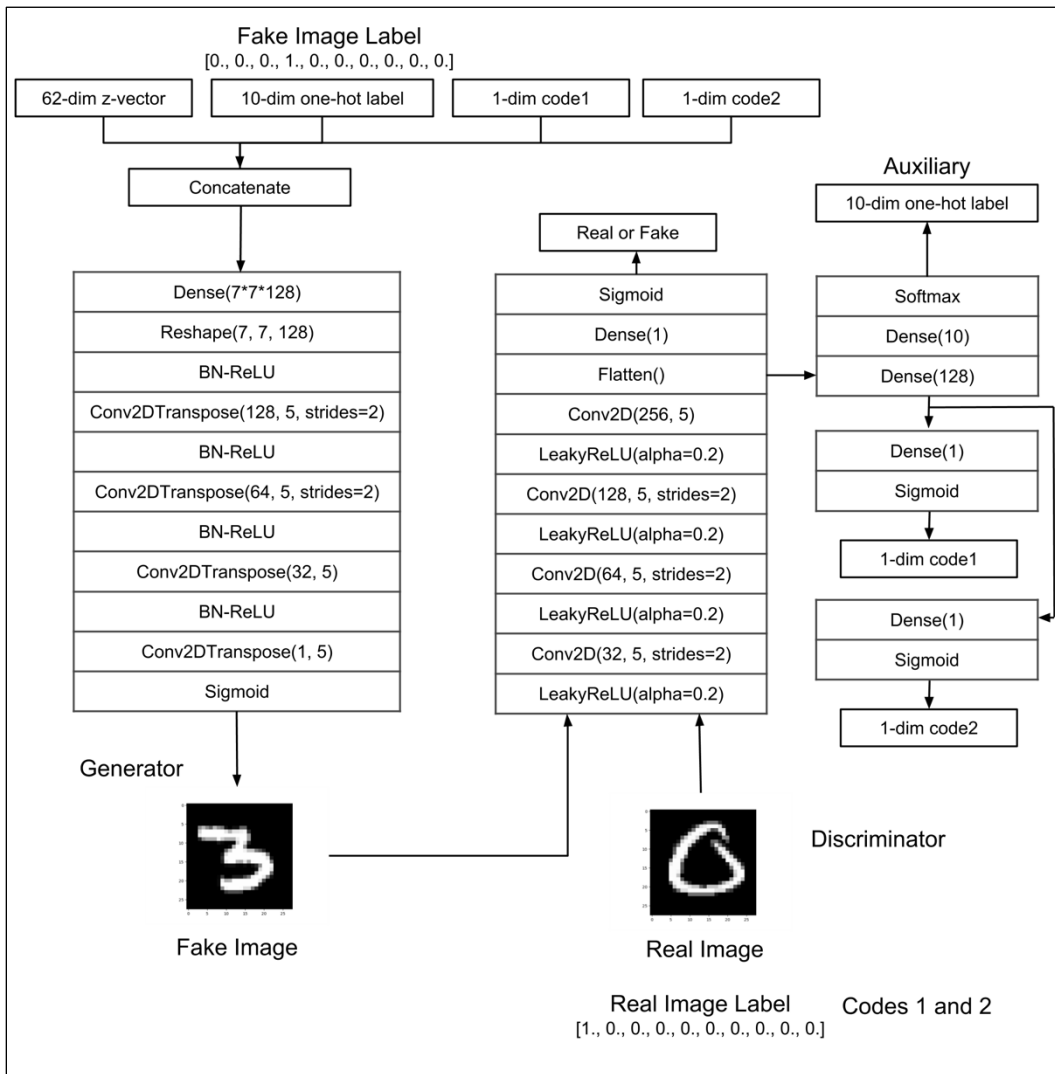 Fake Image Label
[0., 0., 0., 1., 0., 0., 0., 0., 0., 0.]
62-dim z-vector
10-dim one-hot label
1-dim code1
1-dim code2
Concatenate
Dense(7*7*128)
Reshape(7, 7, 128)
BN-ReLU
Conv2DTranspose(128, 5, strides=2)
BN-ReLU
Conv2DTranspose(64, 5, strides=2)
BN-ReLU
Conv2DTranspose(32, 5)
BN-ReLU
Conv2DTranspose(1, 5)
Sigmoid
Generator
Fake Image
Real or Fake
Sigmoid
Dense(1)
Flatten()
Conv2D(256, 5)
LeakyReLU(alpha=0.2)
Conv2D(128, 5, strides=2)
LeakyReLU(alpha=0.2)
Conv2D(64, 5, strides=2)
LeakyReLU(alpha=0.2)
Conv2D(32, 5, strides=2)
LeakyReLU(alpha=0.2)
Auxiliary
10-dim one-hot label
Softmax
Dense(10)
Dense(128)
Dense(1)
Sigmoid
1-dim code1
Dense(1)
Sigmoid
1-dim code2
Discriminator
Real Image
Real Image Label
[1., 0., 0., 0., 0., 0., 0., 0., 0., 0.]
Codes 1 and 2